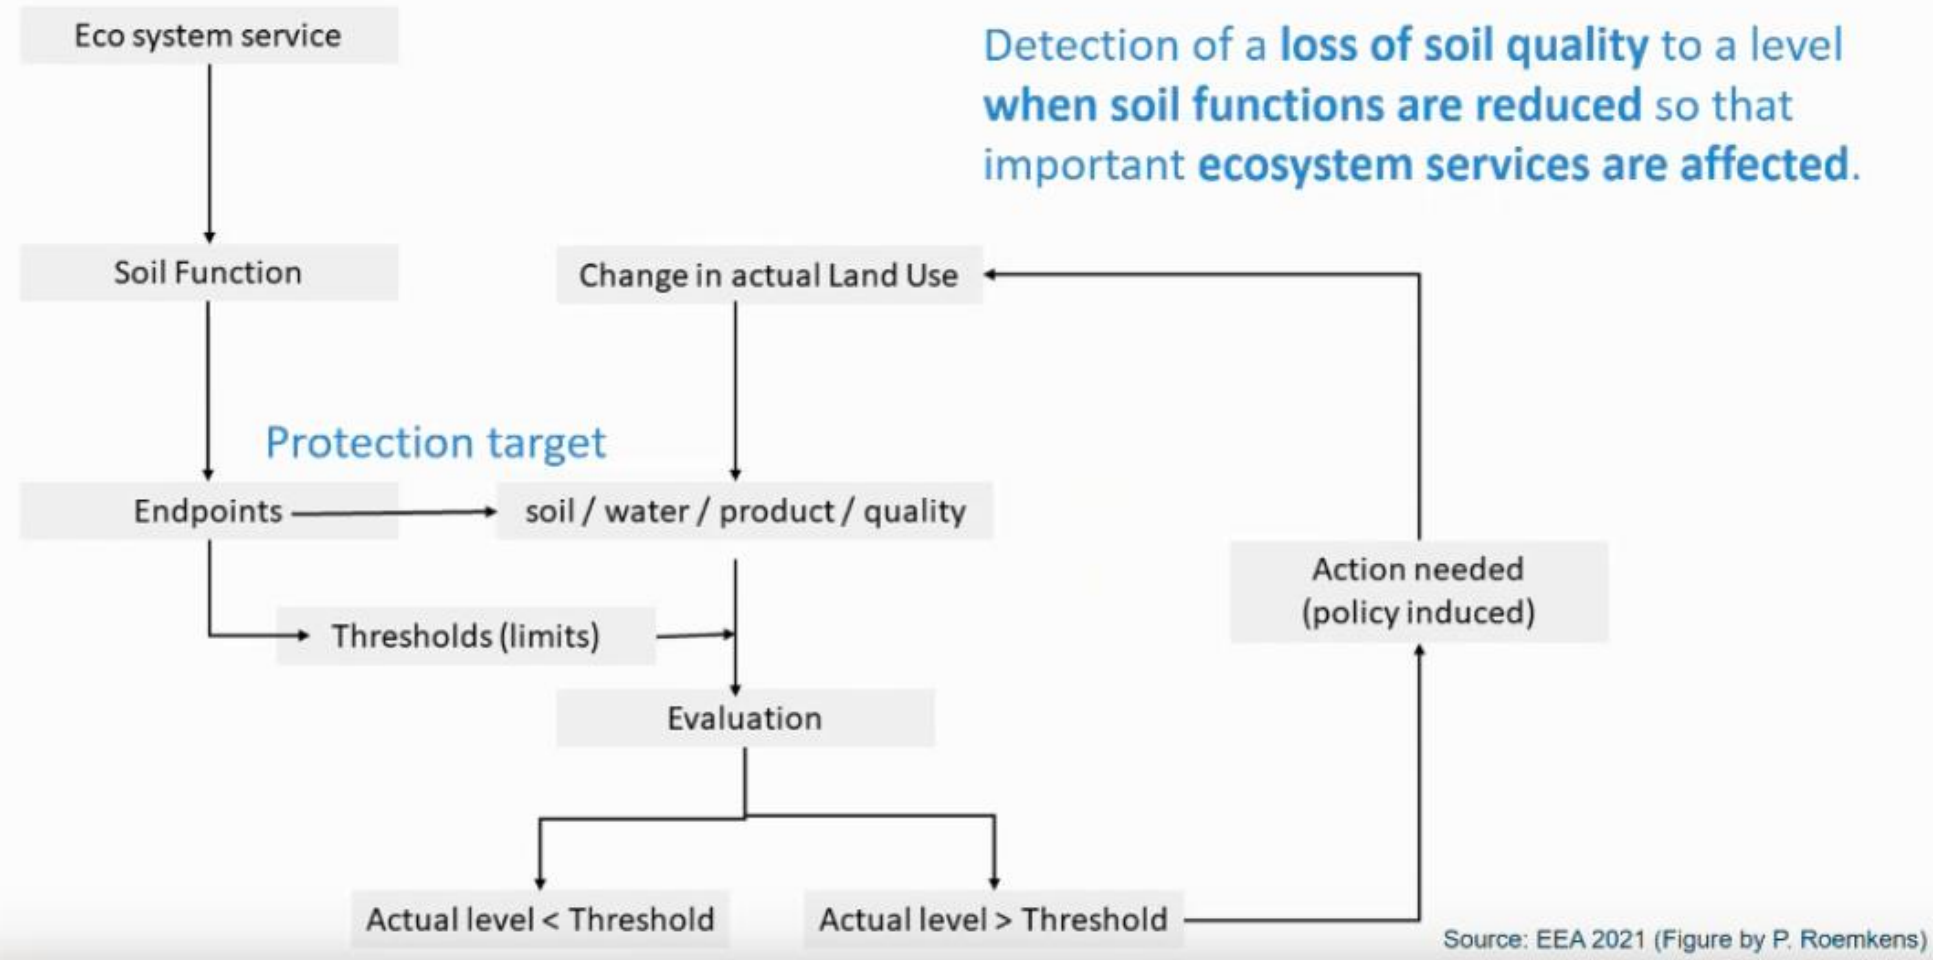 Eco system service
Detection of a loss of soil quality to a level
when soil functions are reduced so that
important ecosystem services are affected.
Soil Function
Change in actual Land Use
Protection target
Endpoints
soil / water / product / quality
Action needed
(policy induced)
Thresholds (limits)
Evaluation
Actual level < Threshold
Actual level > Threshold
Source: EEA 2021 (Figure by P. Roemkens)